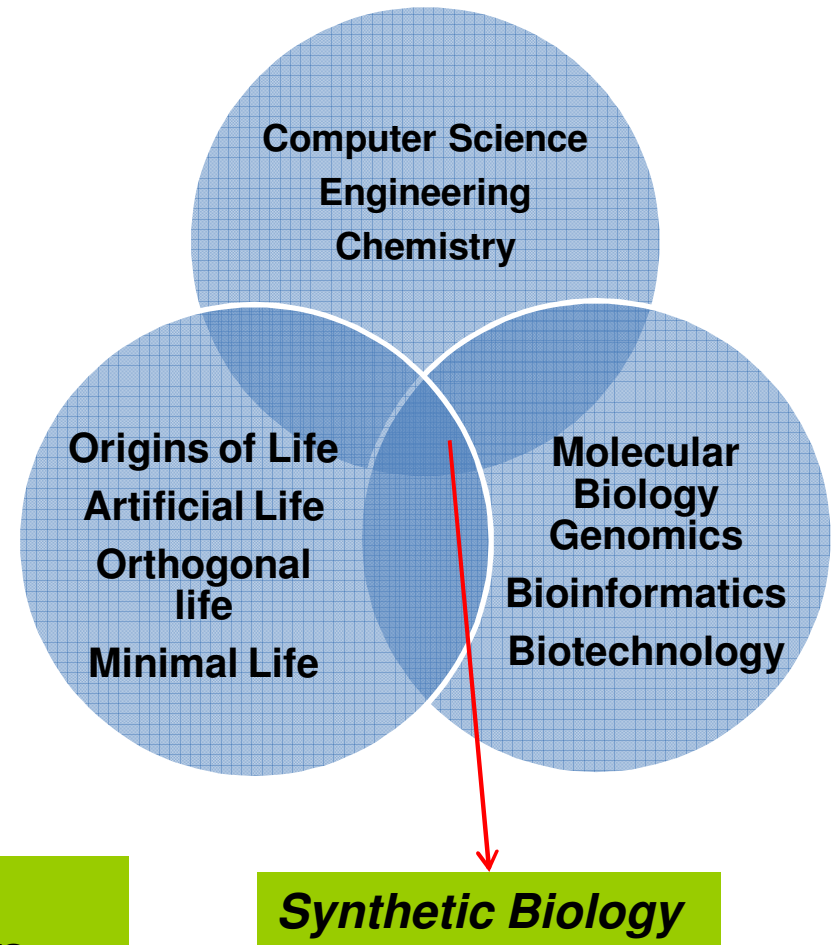 Computer Science
Engineering
Chemistry
Origins of Life
Artificial Life
Orthogonal
life
Minimal Life
Molecular
Biology
Genomics
Bioinformatics
Biotechnology
Synthetic Biology